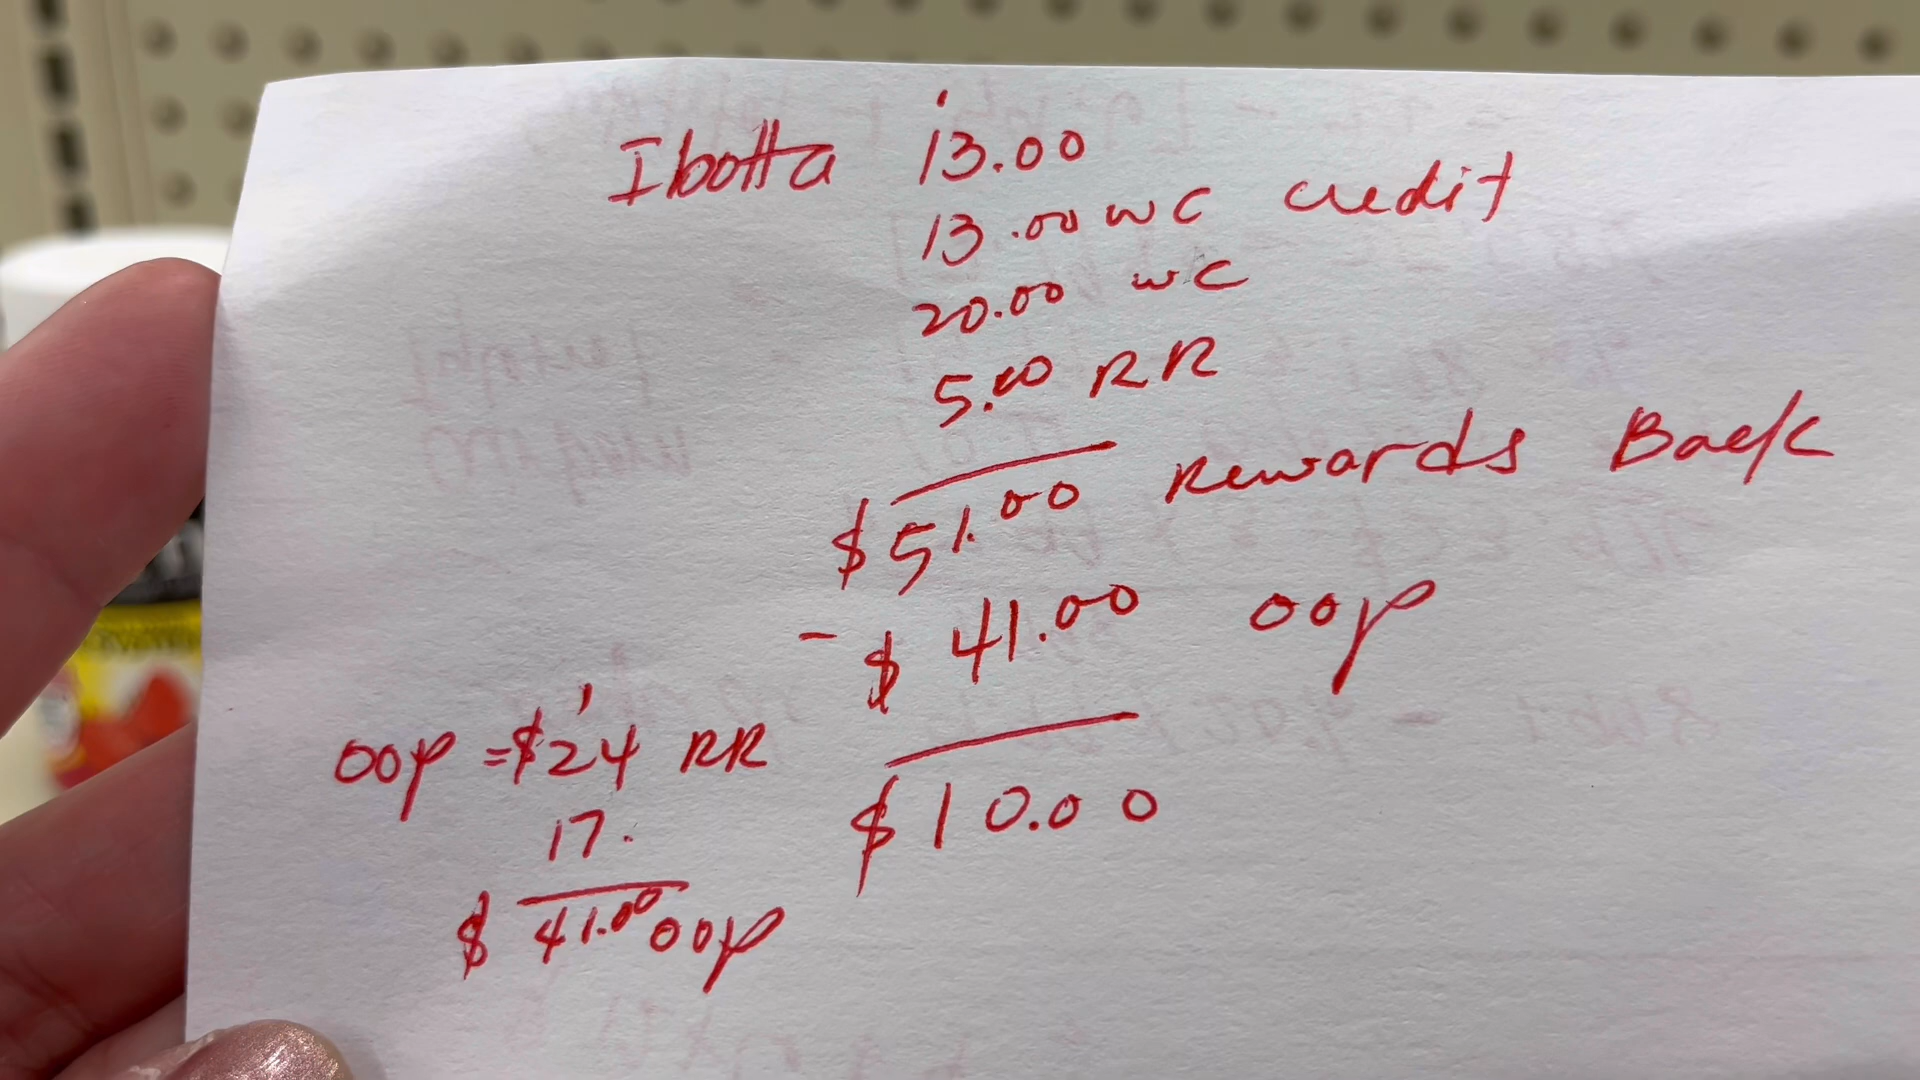 Ibotta 13.00
13.00 WC credit
20.00 WC
5.00 RR
$51.00 Rewards Back
- $41.00 OOP
$10.00
OOP = $24 RR
17.
$41.00 OOP